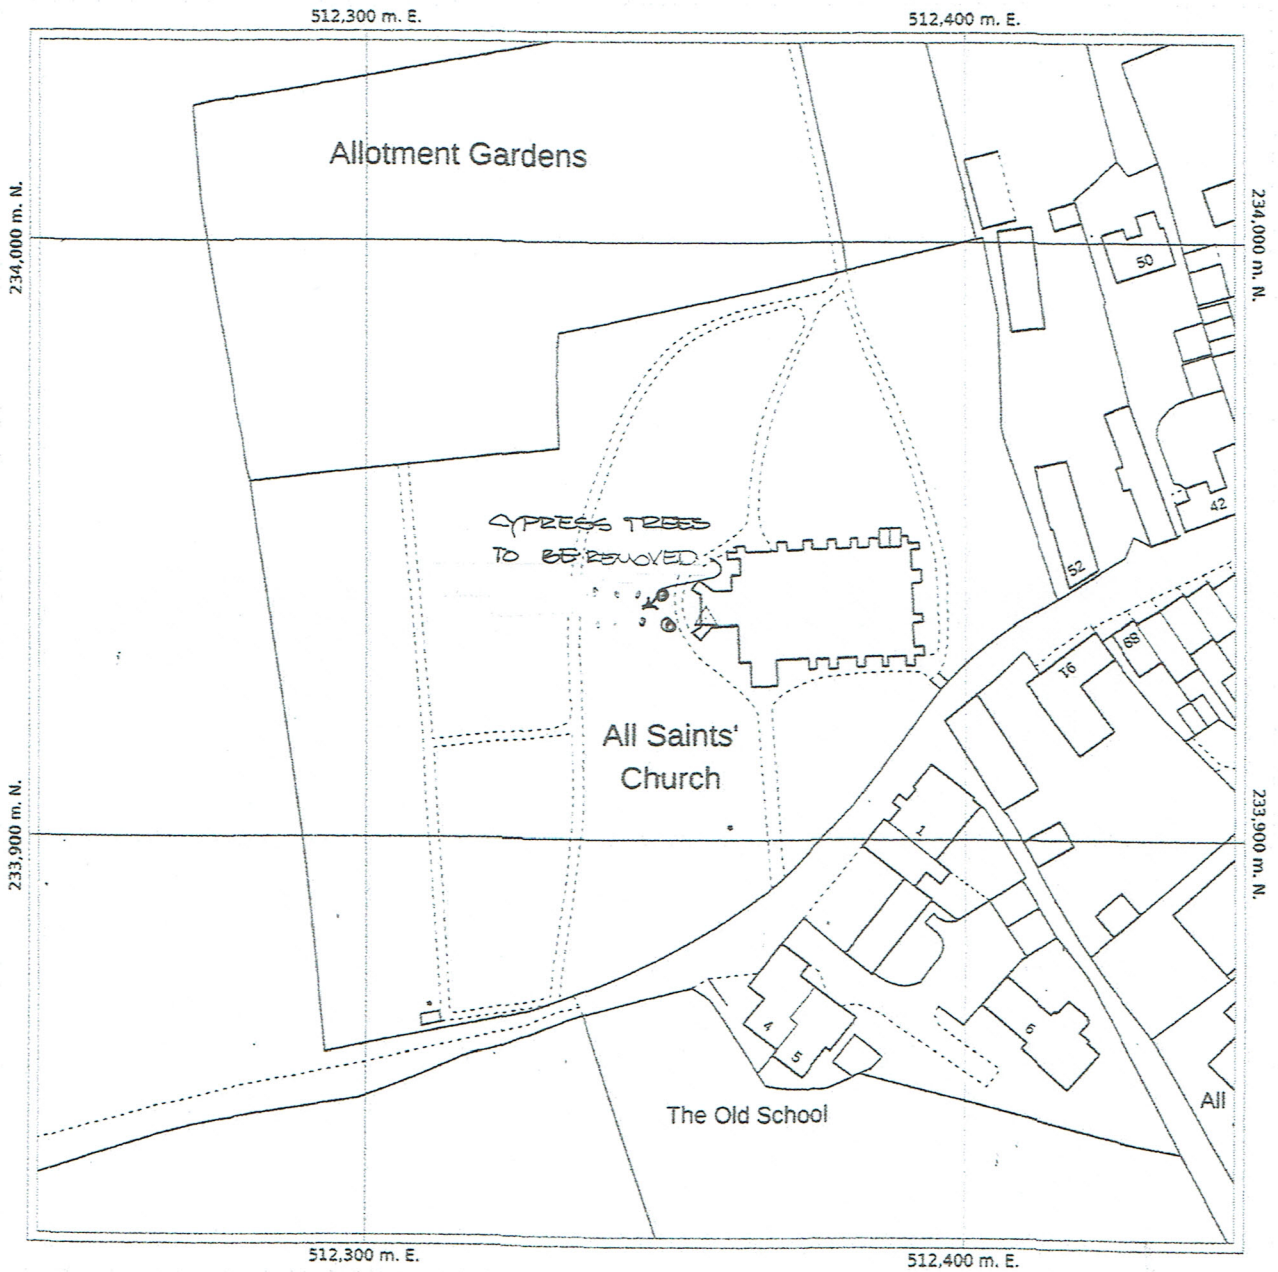 512,300 m. E.
512,400 m. E.
Allotment Gardens
234,000 m. N.
234,000 m. N.
50
42
CYPRESS TREES
TO BE REMOVED
52
68
16
All Saints'
Church
233,900 m. N.
233,900 m. N.
1
4
5
6
The Old School
All
512,300 m. E.
512,400 m. E.